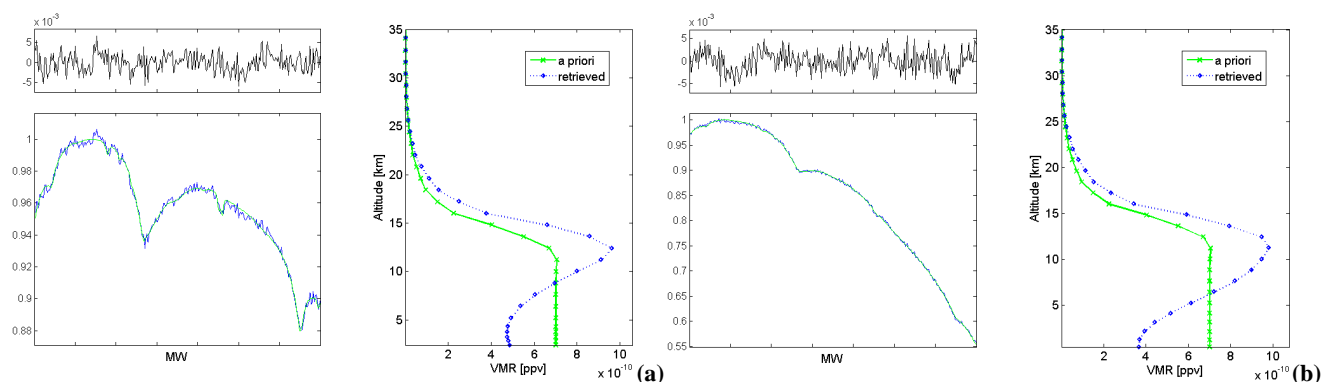 x 10⁻³
5
0
-5
1
0.98
0.96
0.94
0.92
0.9
0.88
MW
35
30
25
20
15
10
5
Altitude [km]
a priori
retrieved
2 4 6 8 10
VMR [ppv]
x 10⁻¹⁰
(a)
x 10⁻³
5
0
-5
1
0.95
0.9
0.85
0.8
0.75
0.7
0.65
0.6
0.55
MW
35
30
25
20
15
10
5
Altitude [km]
a priori
retrieved
2 4 6 8 10
VMR [ppv]
x 10⁻¹⁰
(b)